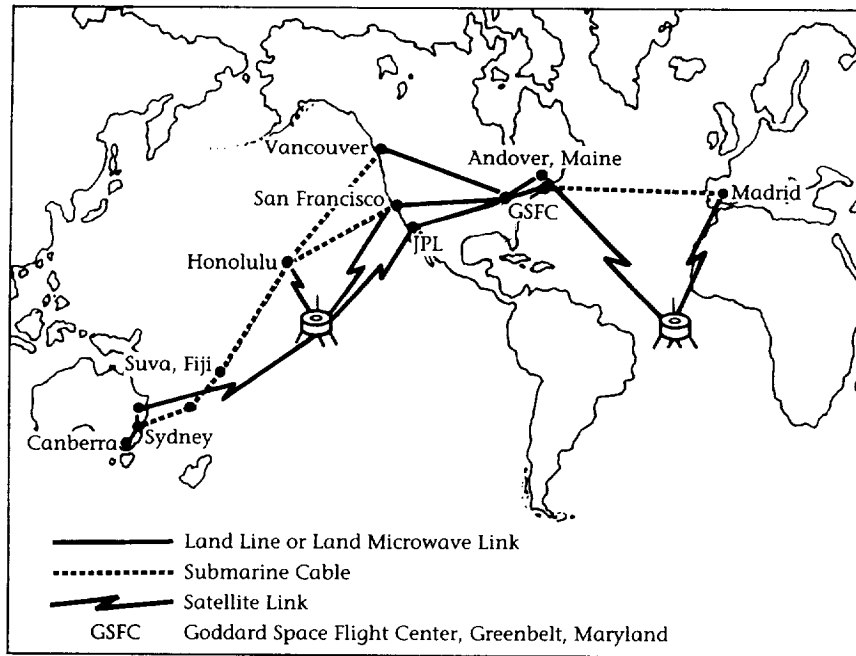 Vancouver
Andover, Maine
San Francisco
GSFC
Madrid
JPL
Honolulu
Suva, Fiji
Canberra
Sydney
Land Line or Land Microwave Link
Submarine Cable
Satellite Link
GSFC Goddard Space Flight Center, Greenbelt, Maryland